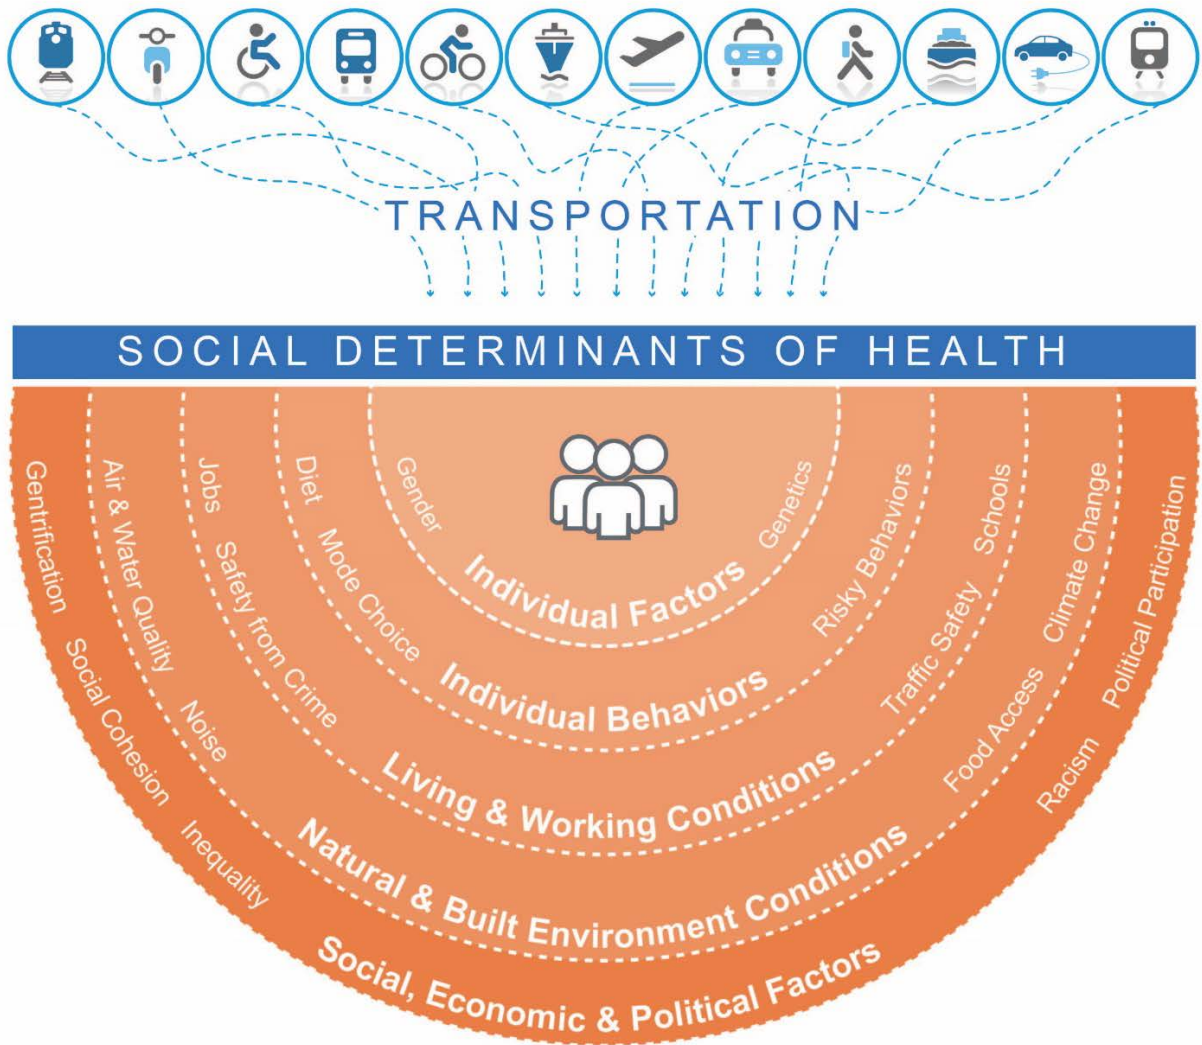 TRANSPORTATION
SOCIAL DETERMINANTS OF HEALTH
Gender
Genetics
Individual Factors
Diet
Mode Choice
Risky Behaviors
Individual Behaviors
Jobs
Safety from Crime
Traffic Safety
Schools
Living & Working Conditions
Air & Water Quality
Noise
Food Access
Climate Change
Natural & Built Environment Conditions
Gentrification
Social Cohesion
Inequality
Racism
Political Participation
Social, Economic & Political Factors